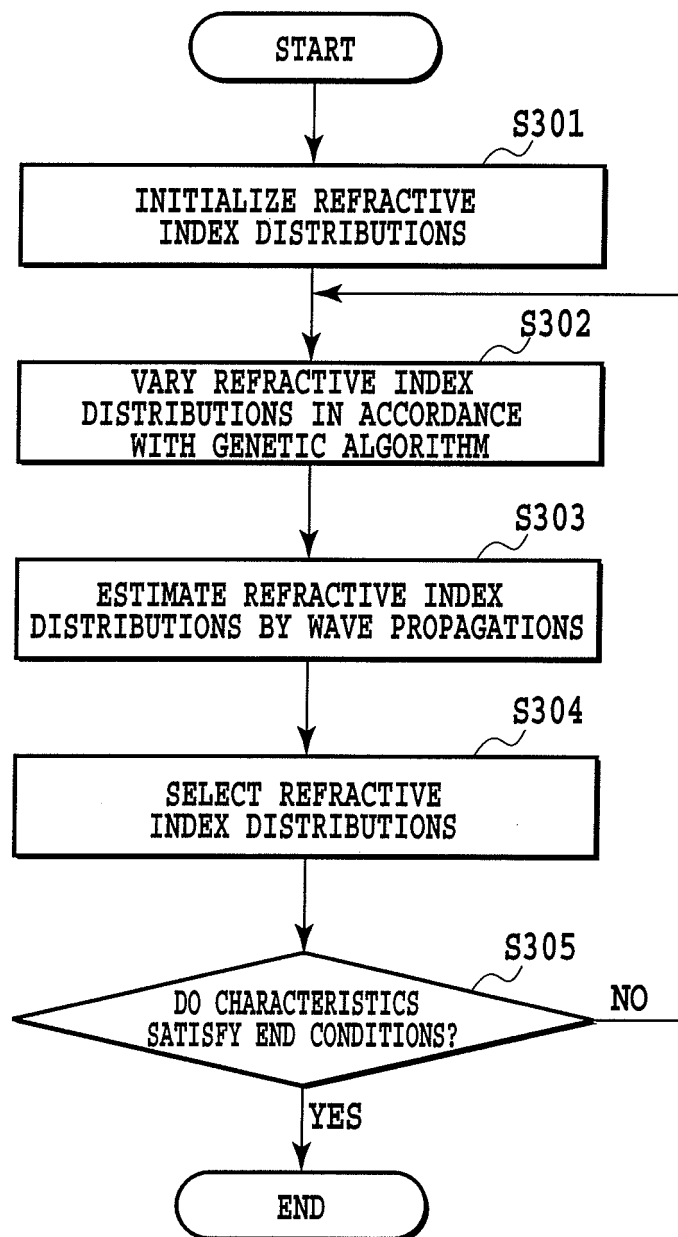 START
S301
INITIALIZE REFRACTIVE
INDEX DISTRIBUTIONS
S302
VARY REFRACTIVE INDEX
DISTRIBUTIONS IN ACCORDANCE
WITH GENETIC ALGORITHM
S303
ESTIMATE REFRACTIVE INDEX
DISTRIBUTIONS BY WAVE PROPAGATIONS
S304
SELECT REFRACTIVE
INDEX DISTRIBUTIONS
S305
DO CHARACTERISTICS
SATISFY END CONDITIONS?
NO
YES
END